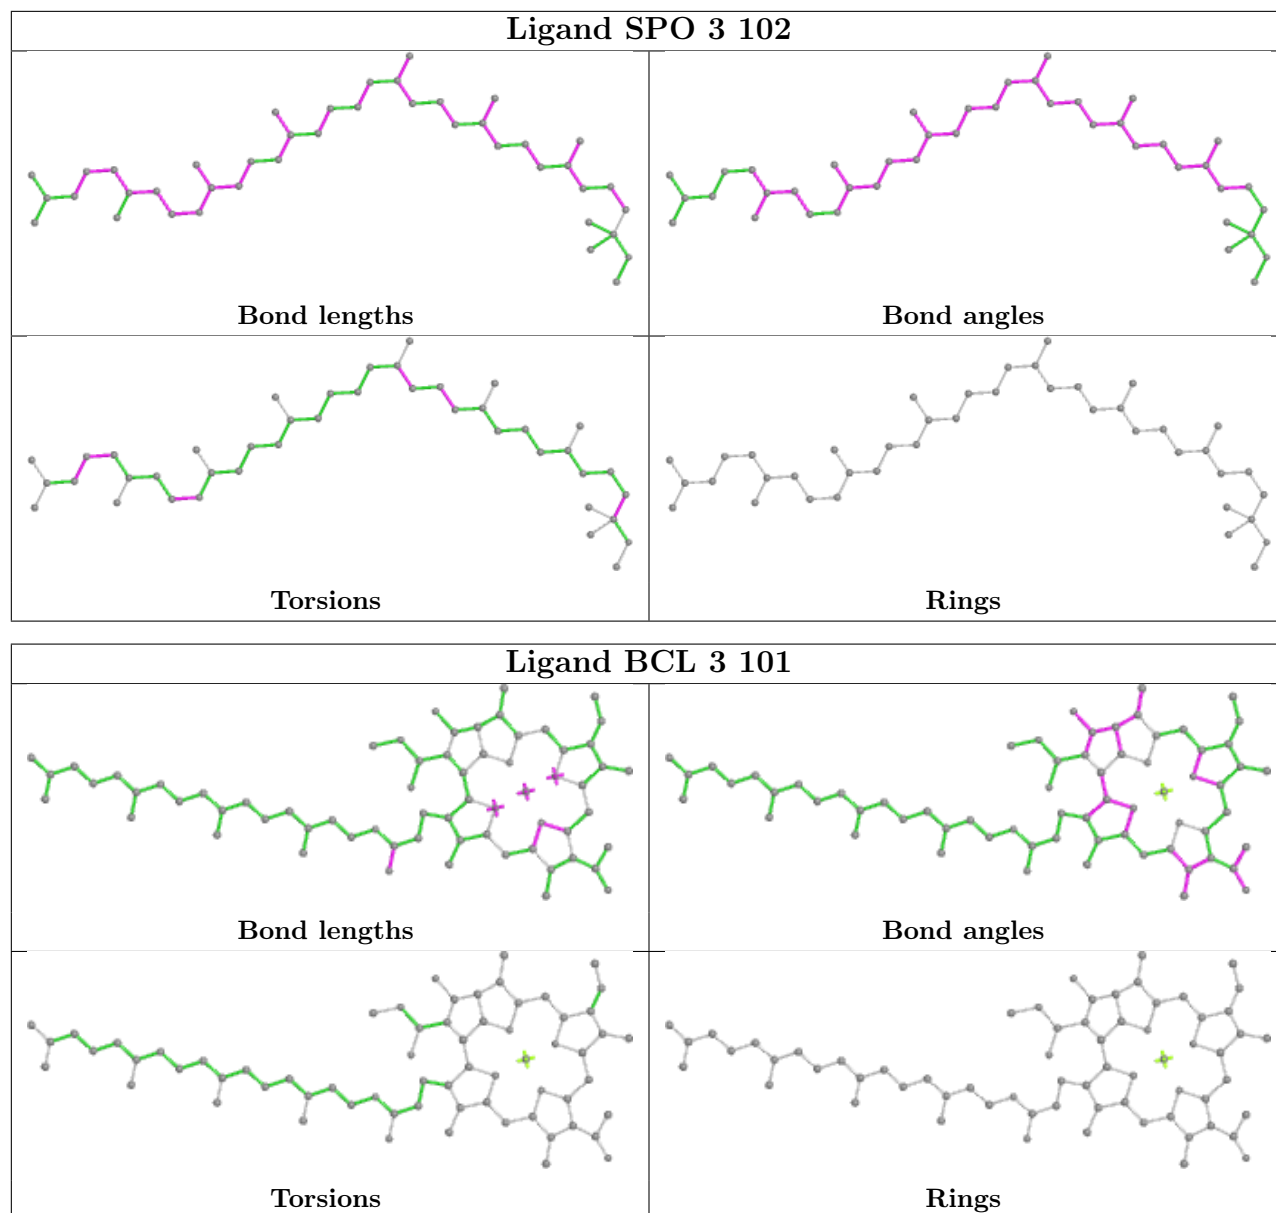 Ligand SPO 3 102
Bond lengths
Bond angles
Torsions
Rings
Ligand BCL 3 101
Bond lengths
Bond angles
Torsions
Rings